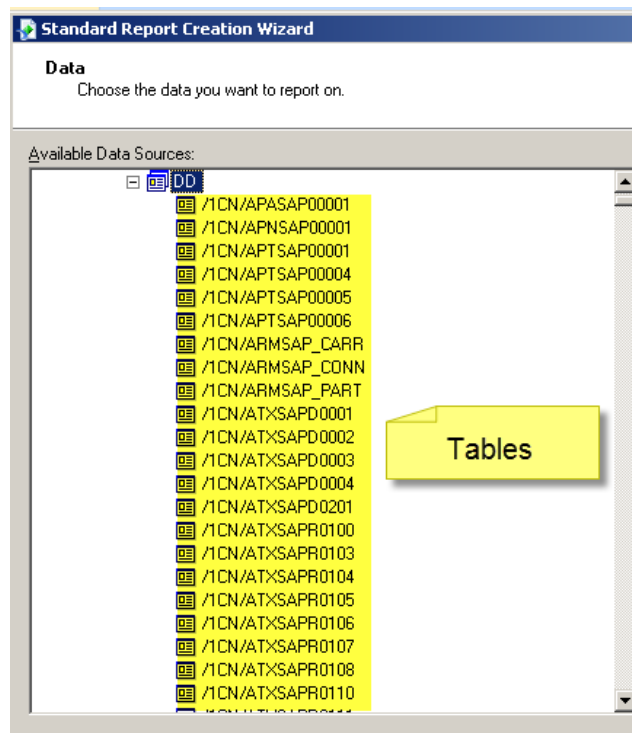 Standard Report Creation Wizard
Data
Choose the data you want to report on.
Available Data Sources:
DD
/1CN/APASAP00001
/1CN/APNSAP00001
/1CN/APTSAP00001
/1CN/APTSAP00004
/1CN/APTSAP00005
/1CN/APTSAP00006
/1CN/ARMSAP_CARR
/1CN/ARMSAP_CONN
/1CN/ARMSAP_PART
/1CN/ATXSAPD0001
/1CN/ATXSAPD0002
/1CN/ATXSAPD0003
/1CN/ATXSAPD0004
/1CN/ATXSAPD0201
/1CN/ATXSAPR0100
/1CN/ATXSAPR0103
/1CN/ATXSAPR0104
/1CN/ATXSAPR0105
/1CN/ATXSAPR0106
/1CN/ATXSAPR0107
/1CN/ATXSAPR0108
/1CN/ATXSAPR0110
Tables